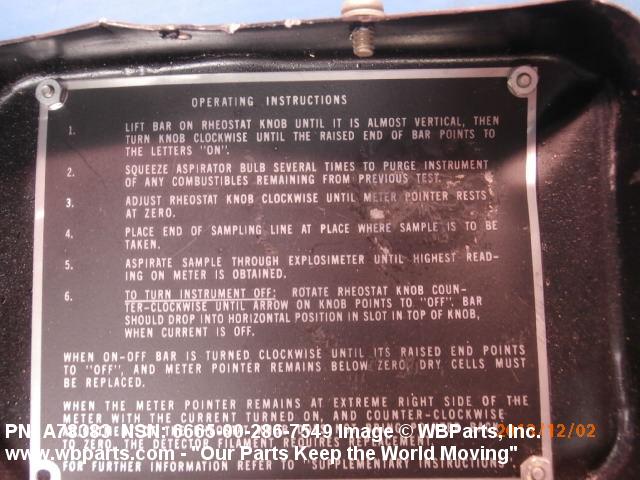 OPERATING INSTRUCTIONS
1. LIFT BAR ON RHEOSTAT KNOB UNTIL IT IS ALMOST VERTICAL, THEN
TURN KNOB CLOCKWISE UNTIL THE RAISED END OF BAR POINTS TO
THE LETTERS "ON".
2. SQUEEZE ASPIRATOR BULB SEVERAL TIMES TO PURGE INSTRUMENT
OF ANY COMBUSTIBLES REMAINING FROM PREVIOUS TEST.
3. ADJUST RHEOSTAT KNOB CLOCKWISE UNTIL METER POINTER RESTS
AT ZERO.
4. PLACE END OF SAMPLING LINE AT PLACE WHERE SAMPLE IS TO BE
TAKEN.
5. ASPIRATE SAMPLE THROUGH EXPLOSIMETER UNTIL HIGHEST READ-
ING ON METER IS OBTAINED.
6. TO TURN INSTRUMENT OFF: ROTATE RHEOSTAT KNOB COUN-
TER-CLOCKWISE UNTIL ARROW ON KNOB POINTS TO "OFF". BAR
SHOULD DROP INTO HORIZONTAL POSITION IN SLOT IN TOP OF KNOB,
WHEN CURRENT IS OFF.
WHEN ON-OFF BAR IS TURNED CLOCKWISE UNTIL ITS RAISED END POINTS
TO "OFF", AND METER POINTER REMAINS BELOW ZERO, DRY CELLS MUST
BE REPLACED.
WHEN THE METER POINTER REMAINS AT EXTREME RIGHT SIDE OF THE
METER WITH THE CURRENT TURNED ON, AND COUNTER-CLOCKWISE
PN: A78383 NSN: 6665-00-286-7549 Image © WBParts, Inc.
2013/12/02
TO ZERO, THE DETECTOR FILAMENT REQUIRES REPLACEMENT.
www.wbparts.com - "Our Parts Keep the World Moving"
FOR FURTHER INFORMATION REFER TO "SUPPLEMENTARY INSTRUCTIONS".